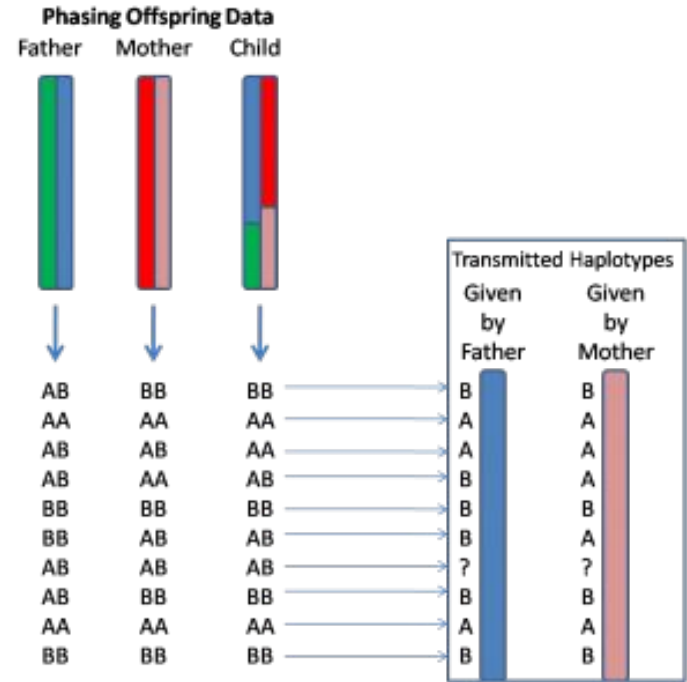 Phasing Offspring Data
Father Mother Child
Transmitted Haplotypes
Given Given
by by
Father Mother
AB BB BB B B
AA AA AA A A
AB AB AA A A
AB AA AB B A
BB BB BB B B
BB AB AB B A
AB AB AB ? ?
AB BB BB B B
AA AA AA A A
BB BB BB B B